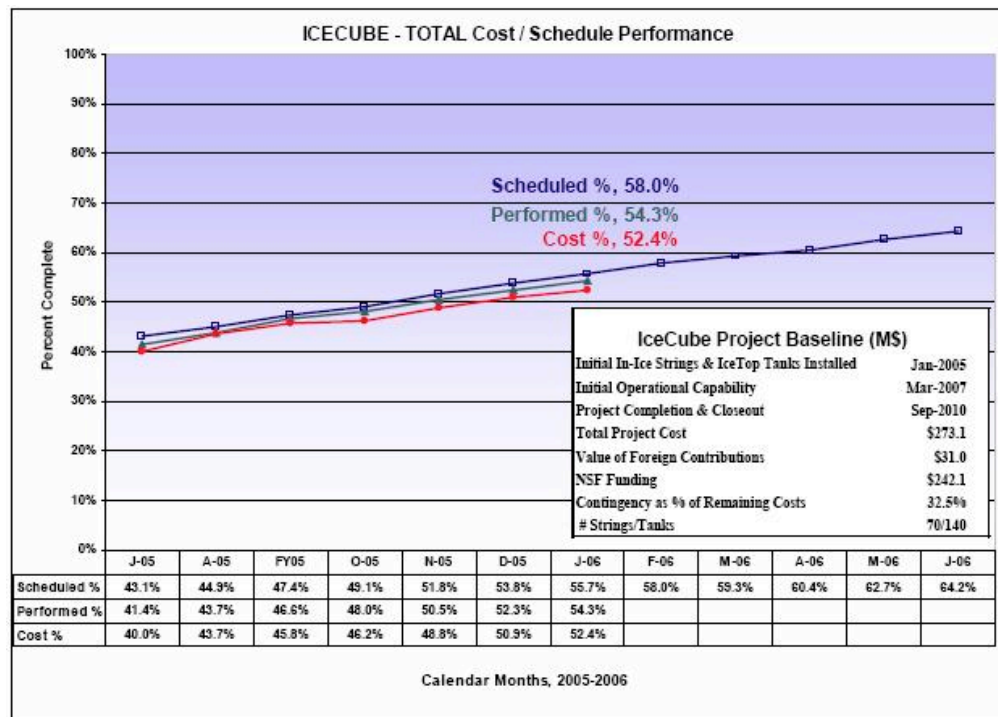 ICECUBE - TOTAL Cost / Schedule Performance
100%
90%
80%
70%
60%
50%
40%
30%
20%
10%
0%
Percent Complete
Scheduled %, 58.0%
Performed %, 54.3%
Cost %, 52.4%
IceCube Project Baseline (M$)
Initial In-Ice Strings & IceTop Tanks Installed Jan-2005
Initial Operational Capability Mar-2007
Project Completion & Closeout Sep-2010
Total Project Cost $273.1
Value of Foreign Contributions $31.0
NSF Funding $242.1
Contingency as % of Remaining Costs 32.5%
# Strings/Tanks 70/140
J-05 A-05 FY05 O-05 N-05 D-05 J-06 F-06 M-06 A-06 M-06 J-06
Scheduled % 43.1% 44.9% 47.4% 49.1% 51.8% 53.8% 55.7% 58.0% 59.3% 60.4% 62.7% 64.2%
Performed % 41.4% 43.7% 46.6% 48.0% 50.5% 52.3% 54.3%
Cost % 40.0% 43.7% 45.8% 46.2% 48.8% 50.9% 52.4%
Calendar Months, 2005-2006